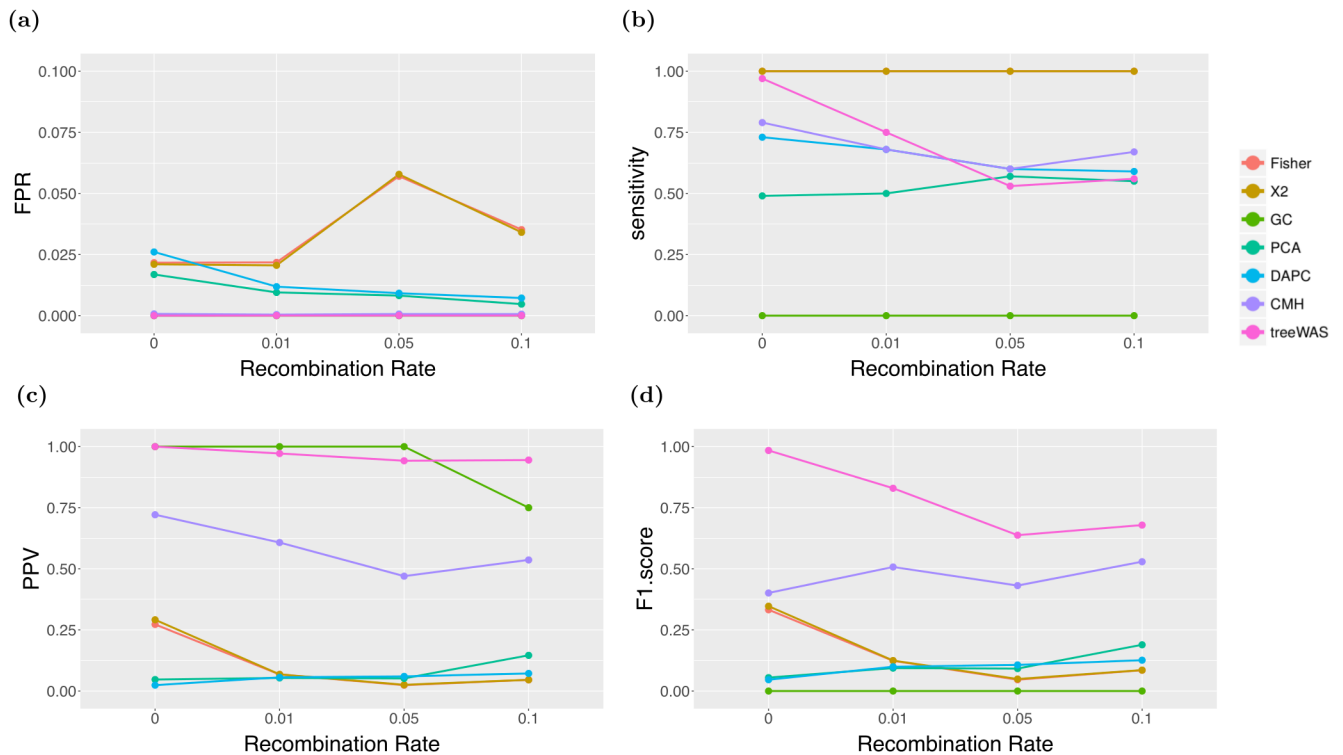 (a)
0.100
0.075
0.050
0.025
0.000
FPR
0
0.01
0.05
0.1
Recombination Rate
(b)
1.00
0.75
0.50
0.25
0.00
sensitivity
0
0.01
0.05
0.1
Recombination Rate
Fisher
X2
GC
PCA
DAPC
CMH
treeWAS
(c)
1.00
0.75
0.50
0.25
0.00
PPV
0
0.01
0.05
0.1
Recombination Rate
(d)
1.00
0.75
0.50
0.25
0.00
F1.score
0
0.01
0.05
0.1
Recombination Rate